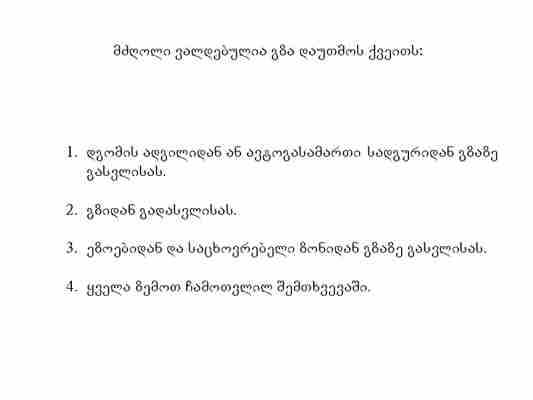 მძღოლი ვალდებულია გზა დაუთმოს ქვეითს:
1. დგომის ადგილიდან ან ავტოგასამართი სადგურიდან გზაზე
გასვლისას.
2. გზიდან გადასვლისას.
3. ეზოებიდან და საცხოვრებელი ზონიდან გზაზე გასვლისას.
4. ყველა ზემოთ ჩამოთვლილ შემთხვევაში.